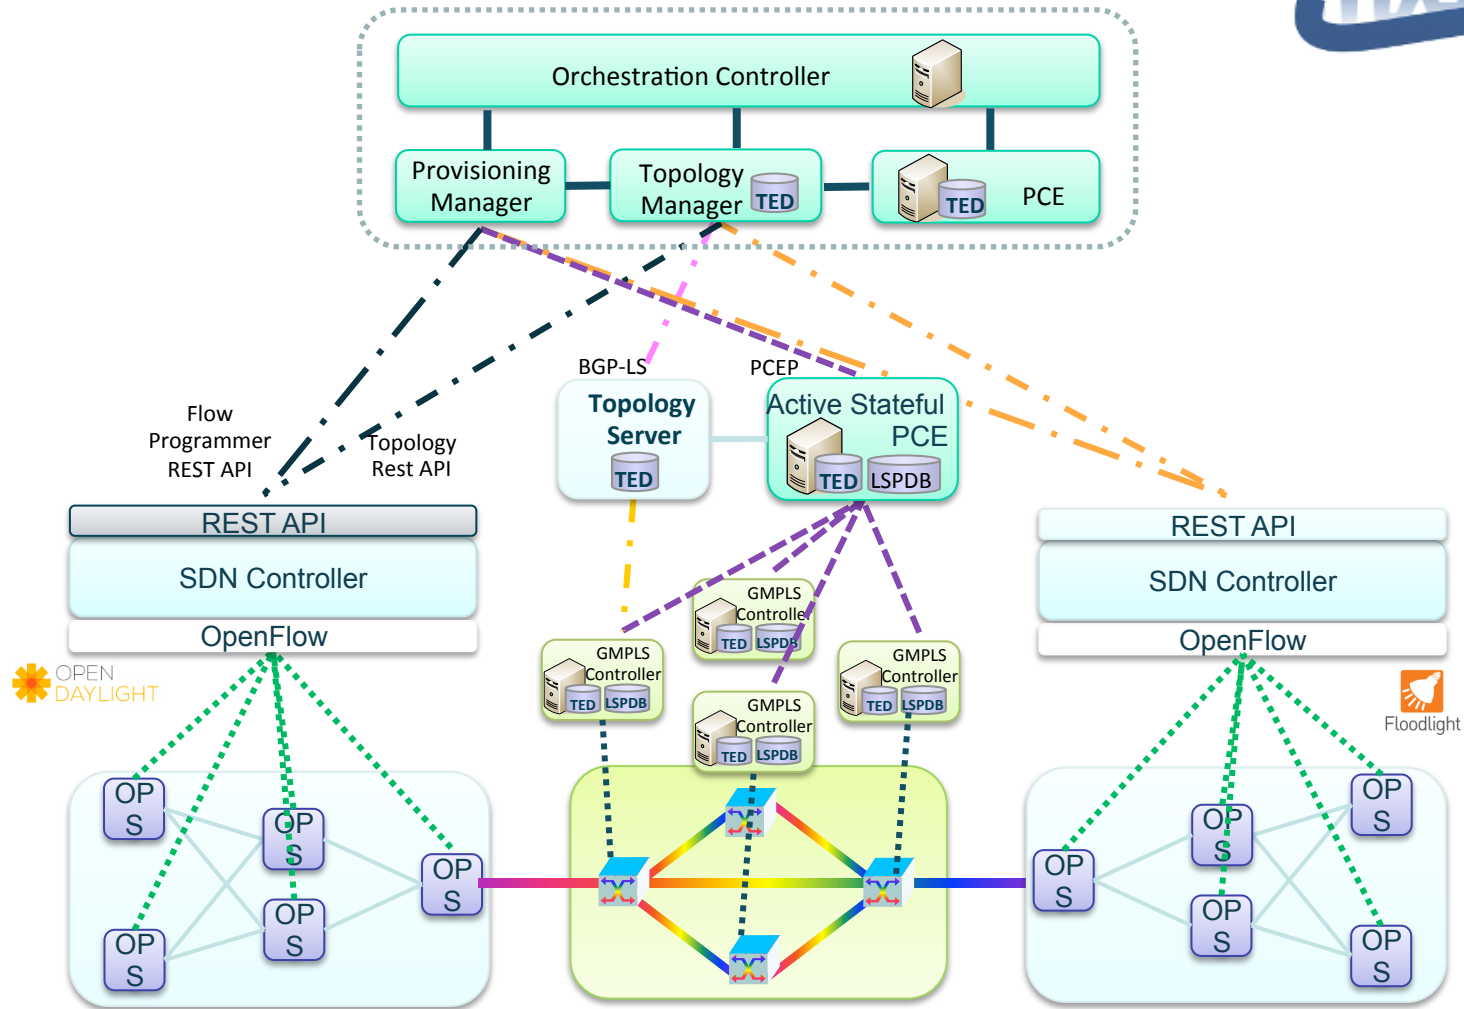 Orchestration Controller
Provisioning
Manager
Topology
Manager
TED
TED
PCE
BGP-LS
PCEP
Flow
Programmer
REST API
Topology
Rest API
Topology
Server
TED
Active Stateful
PCE
TED
LSPDB
REST API
SDN Controller
OpenFlow
REST API
SDN Controller
OpenFlow
GMPLS
Controller
TED
LSPDB
GMPLS
Controller
TED
LSPDB
GMPLS
Controller
TED
LSPDB
GMPLS
Controller
TED
LSPDB
OPEN
DAYLIGHT
Floodlight
OP
S
OP
S
OP
S
OP
S
OP
S
OP
S
OP
S
OP
S
OP
S
OP
S